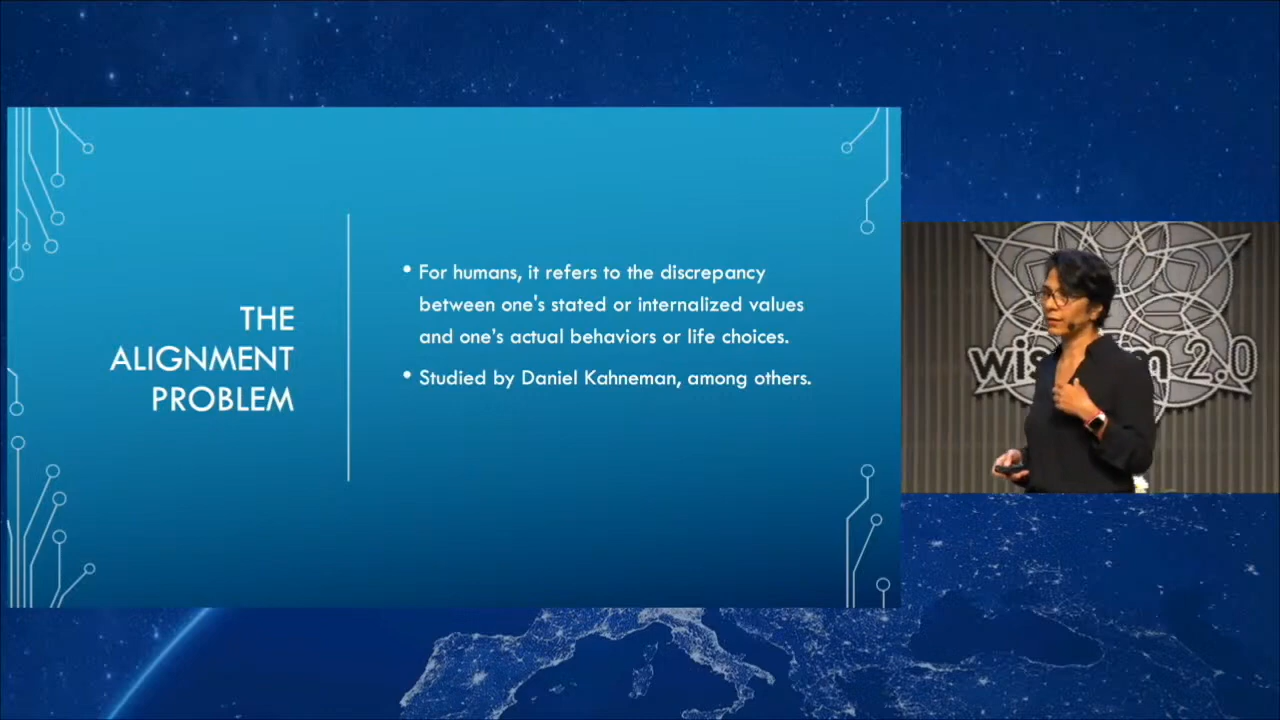 THE
ALIGNMENT
PROBLEM
• For humans, it refers to the discrepancy
between one's stated or internalized values
and one's actual behaviors or life choices.
• Studied by Daniel Kahneman, among others.
2.0